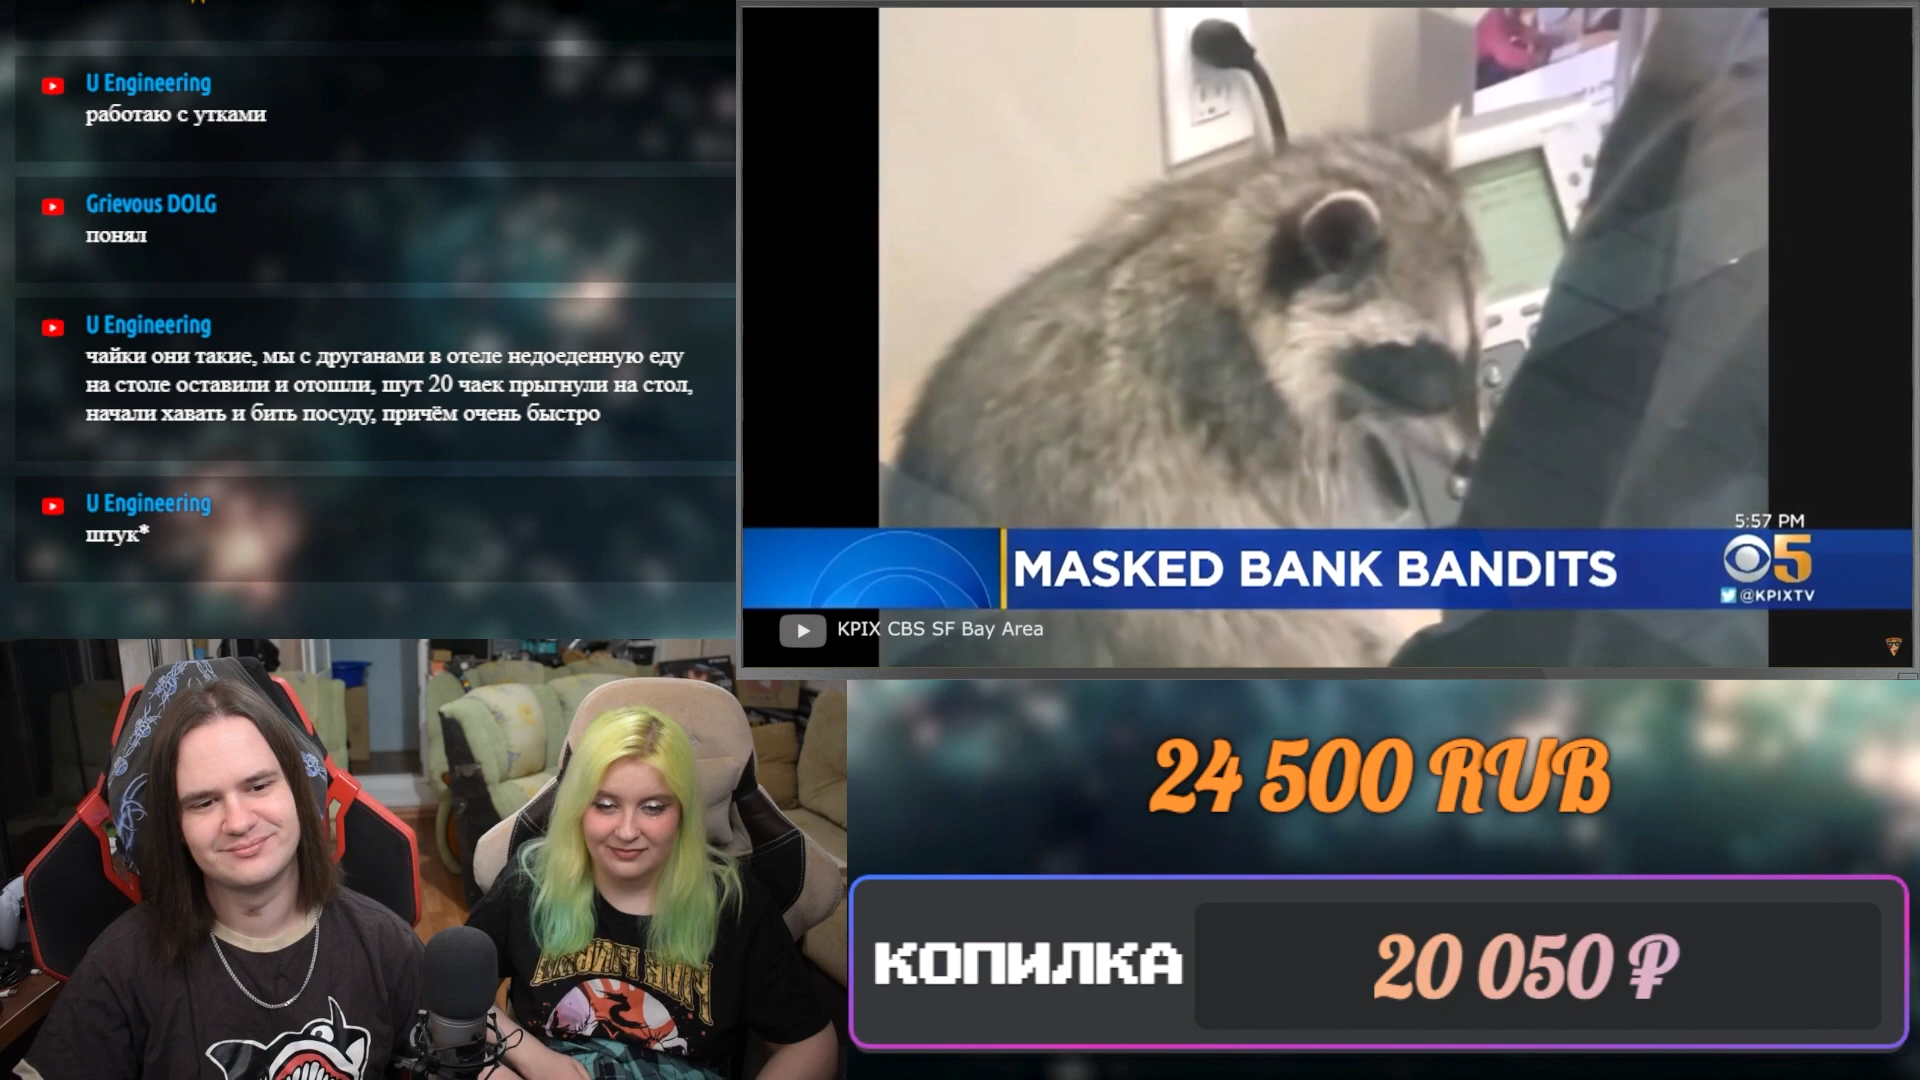 U Engineering
работаю с утками
Grievous DOLG
понял
U Engineering
чайки они такие, мы с друганами в отеле недоеденную еду
на столе оставили и отошли, шут 20 чаек прыгнули на стол,
начали хавать и бить посуду, причём очень быстро
U Engineering
штук*
5:57 PM
MASKED BANK BANDITS
5
@KPIXTV
KPIX CBS SF Bay Area
24 500 RUB
КОПИЛКА
20 050 ₽